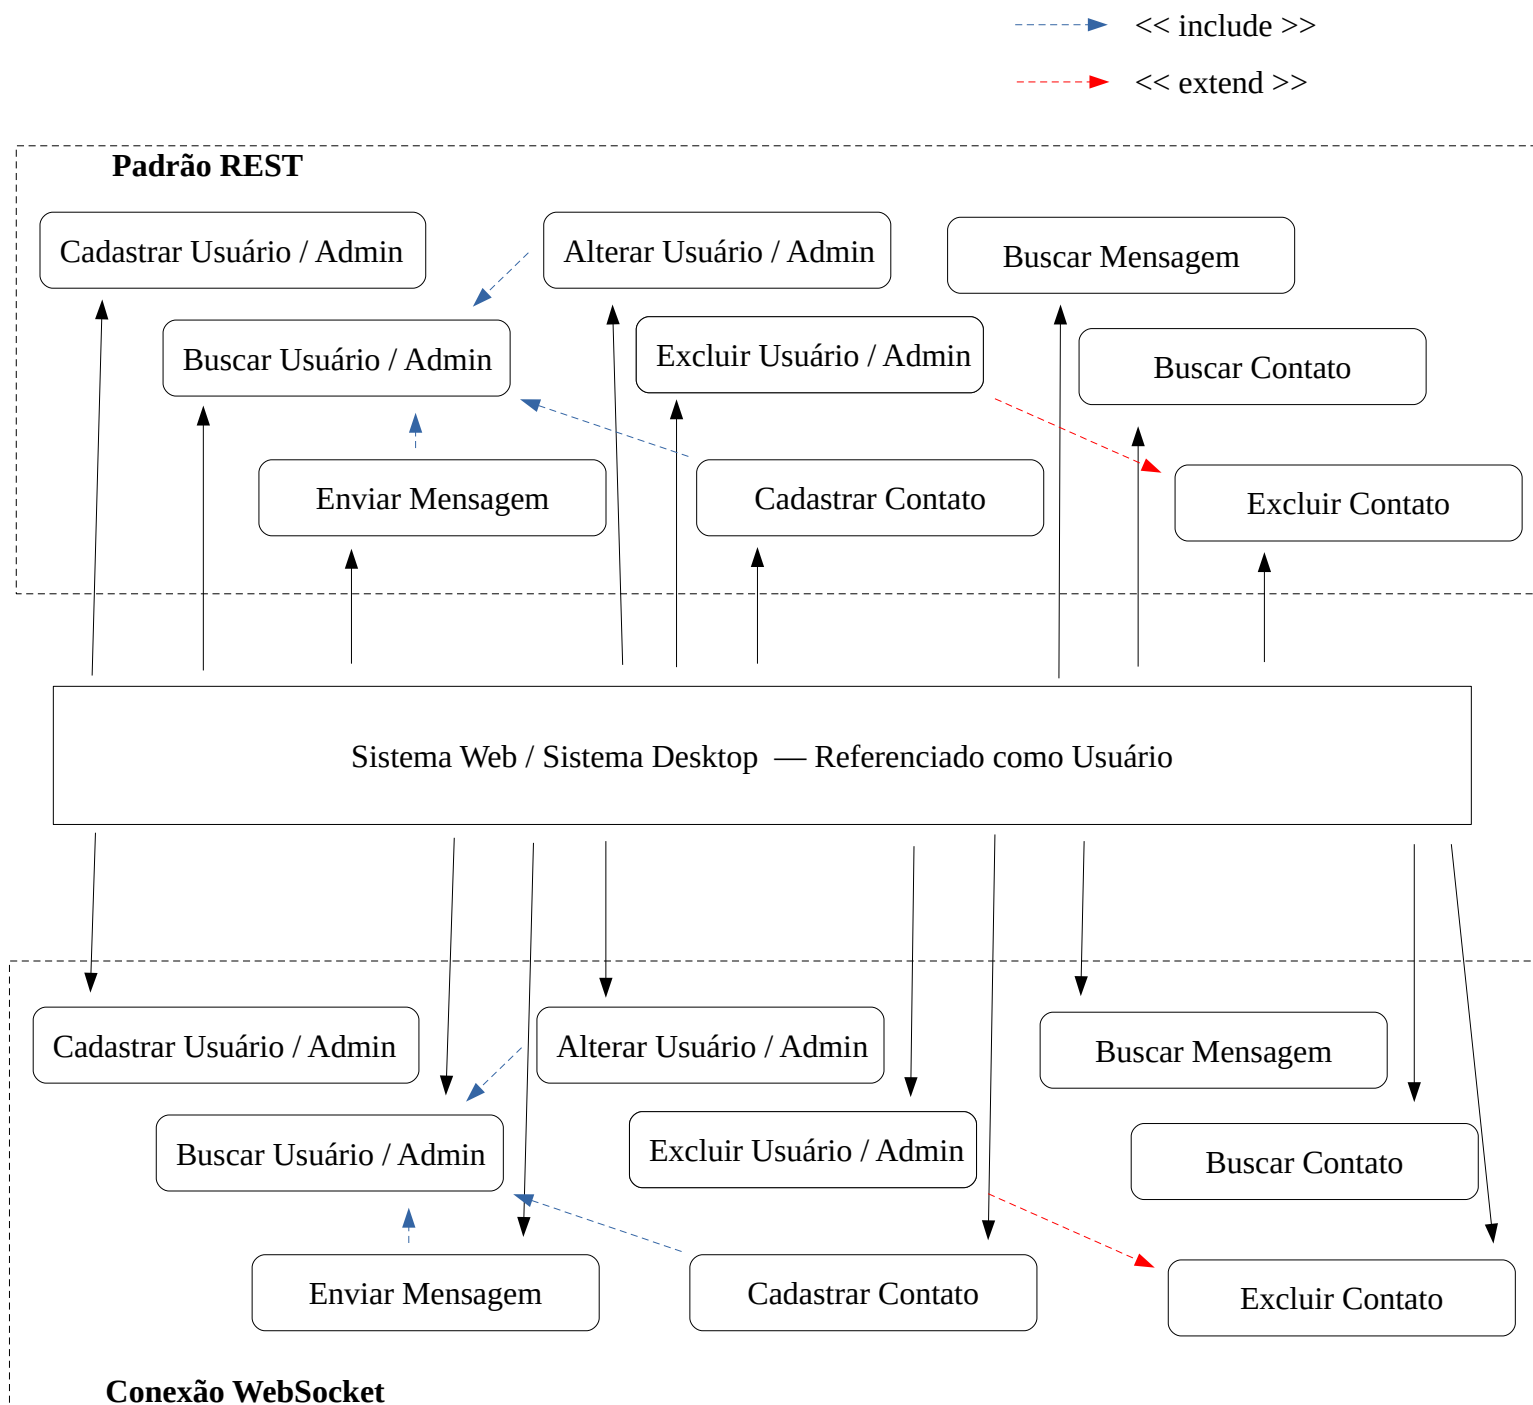 << include >>
<< extend >>
Padrão REST
Cadastrar Usuário / Admin
Alterar Usuário / Admin
Buscar Mensagem
Buscar Usuário / Admin
Excluir Usuário / Admin
Buscar Contato
Enviar Mensagem
Cadastrar Contato
Excluir Contato
Sistema Web / Sistema Desktop — Referenciado como Usuário
Cadastrar Usuário / Admin
Alterar Usuário / Admin
Buscar Mensagem
Buscar Usuário / Admin
Excluir Usuário / Admin
Buscar Contato
Enviar Mensagem
Cadastrar Contato
Excluir Contato
Conexão WebSocket